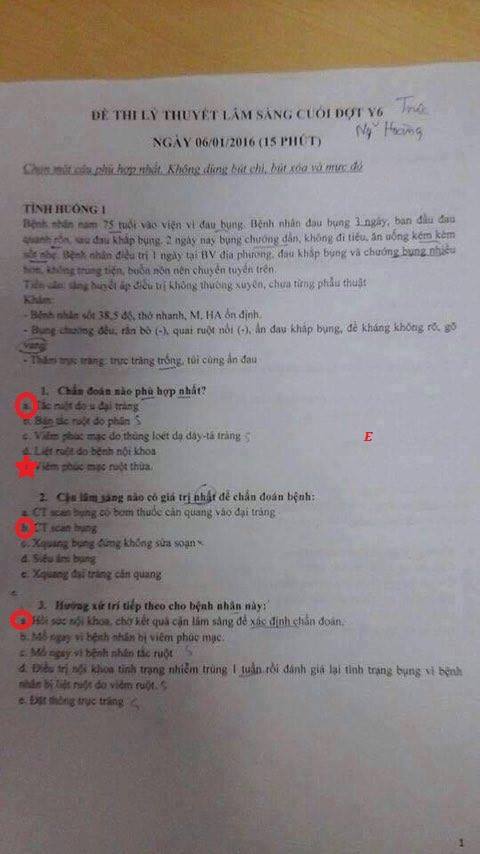 ĐỀ THI LÝ THUYẾT LÂM SÀNG CUỐI ĐỢT Y6
NGÀY 06/01/2016 (15 PHÚT)
Chọn một câu phù hợp nhất. Không dùng bút chì, bút xóa và mực đỏ
TÌNH HUỐNG 1
Bệnh nhân nam 75 tuổi vào viện vì đau bụng. Bệnh nhân đau bụng 3 ngày, ban đầu đau
quanh rốn, sau đau khắp bụng. 2 ngày nay bụng chướng dần, không đi tiêu, ăn uống kém kèm
sốt nhẹ. Bệnh nhân điều trị 1 ngày tại BV địa phương, đau khắp bụng và chướng bụng nhiều
hơn, không trung tiện, buồn nôn nên chuyển tuyến trên.
Tiền căn: tăng huyết áp điều trị không thường xuyên, chưa từng phẫu thuật
Khám:
- Bệnh nhân sốt 38,5 độ, thở nhanh, M, HA ổn định.
- Bụng chướng đều, rắn bò (-), quai ruột nổi (-), ấn đau khắp bụng, đề kháng không rõ, gõ
vang
- Thăm trực tràng: trực tràng trống, túi cùng ấn đau
1. Chẩn đoán nào phù hợp nhất?
a. Tắc ruột do u đại tràng
b. Bán tắc ruột do phân S
c. Viêm phúc mạc do thủng loét dạ dày-tá tràng S
E
d. Liệt ruột do bệnh nội khoa
Viêm phúc mạc ruột thừa.
2. Cận lâm sàng nào có giá trị nhất để chẩn đoán bệnh:
a. CT scan bụng có bơm thuốc cản quang vào đại tràng
b. CT scan bụng
c. Xquang bụng đứng không sửa soạn
d. Siêu âm bụng
e. Xquang đại tràng cản quang
3. Hướng xử trí tiếp theo cho bệnh nhân này:
a. Hồi sức nội khoa, chờ kết quả cận lâm sàng để xác định chẩn đoán.
b. Mổ ngay vì bệnh nhân bị viêm phúc mạc.
c. Mổ ngay vì bệnh nhân tắc ruột S
d. Điều trị nội khoa tình trạng nhiễm trùng 1 tuần rồi đánh giá lại tình trạng bụng vì bệnh
nhân bị liệt ruột do viêm ruột. S
e. Đặt thông trực tràng S
1